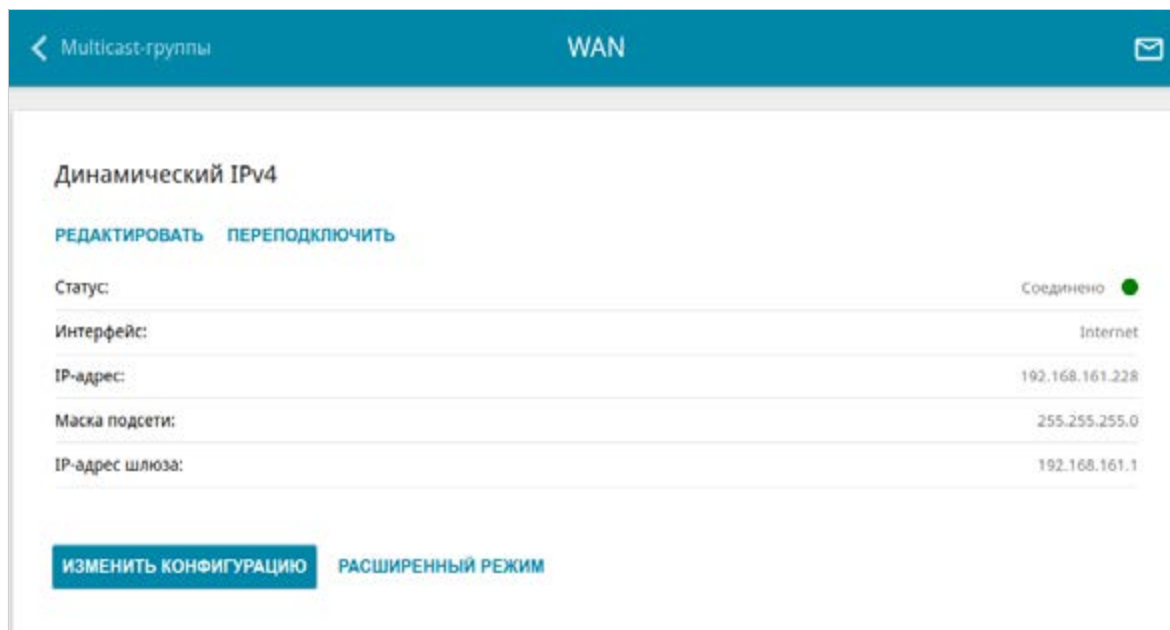 Multicast-группы WAN
Динамический IPv4
РЕДАКТИРОВАТЬ ПЕРЕПОДКЛЮЧИТЬ
Статус: Соединено
Интерфейс: Internet
IP-адрес: 192.168.161.228
Маска подсети: 255.255.255.0
IP-адрес шлюза: 192.168.161.1
ИЗМЕНИТЬ КОНФИГУРАЦИЮ РАСШИРЕННЫЙ РЕЖИМ